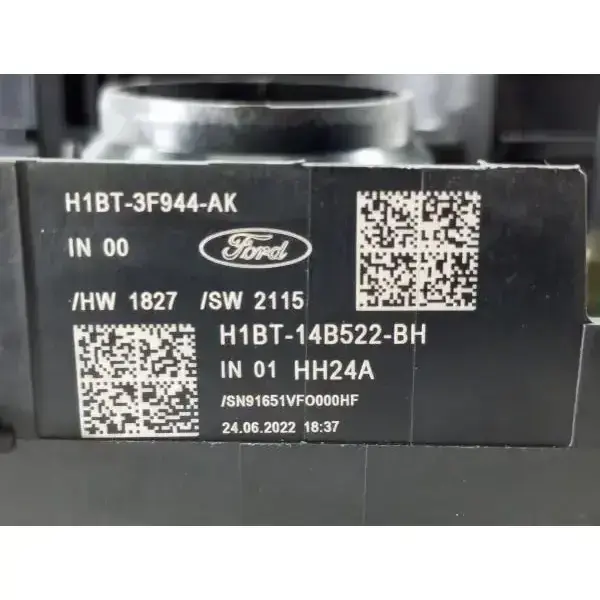 H1BT-3F944-AK
IN 00 Ford
/HW 1827 /SW 2115
H1BT-14B522-BH
IN 01 HH24A
/SN91651VFO000HF
24.06.2022 18:37